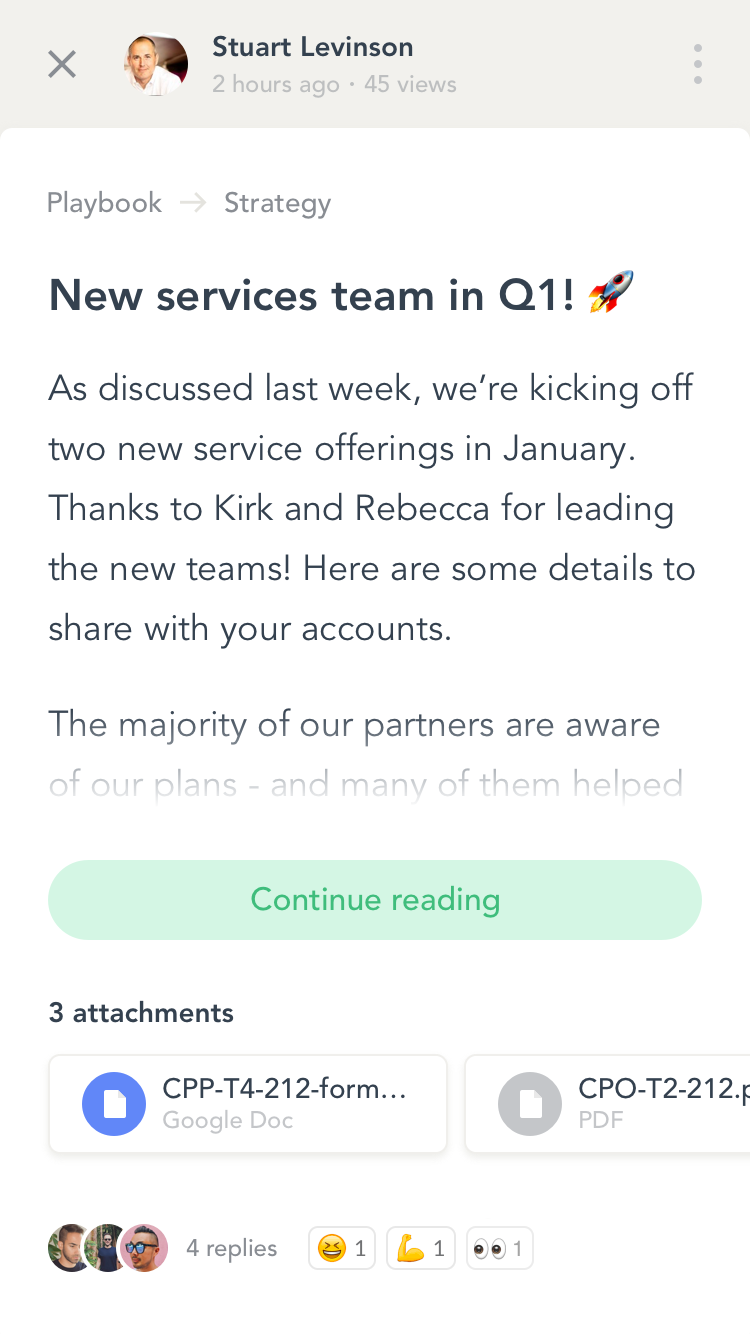 Stuart Levinson
2 hours ago · 45 views
Playbook → Strategy
New services team in Q1! 🚀
As discussed last week, we’re kicking off
two new service offerings in January.
Thanks to Kirk and Rebecca for leading
the new teams! Here are some details to
share with your accounts.
The majority of our partners are aware
of our plans - and many of them helped
Continue reading
3 attachments
CPP-T4-212-form…
Google Doc
CPO-T2-212.p
PDF
4 replies 😆 1 💪 1 👀 1